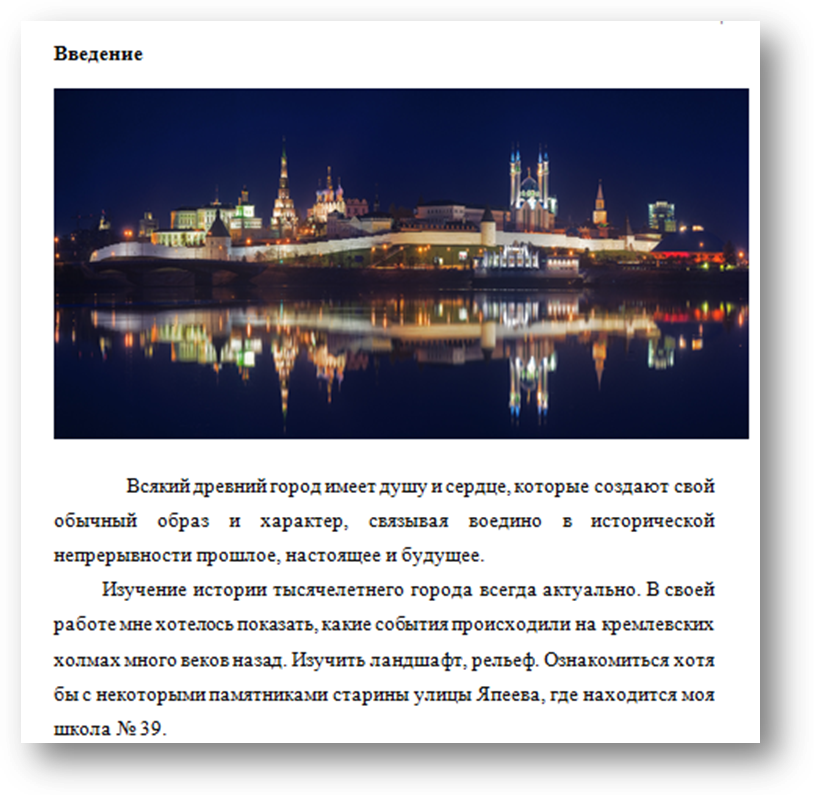 Введение
Всякий древний город имеет душу и сердце, которые создают свой
обычный образ и характер, связывая воедино в исторической
непрерывности прошлое, настоящее и будущее.
Изучение истории тысячелетнего города всегда актуально. В своей
работе мне хотелось показать, какие события происходили на кремлевских
холмах много веков назад. Изучить ландшафт, рельеф. Ознакомиться хотя
бы с некоторыми памятниками старины улицы Япеева, где находится моя
школа № 39.